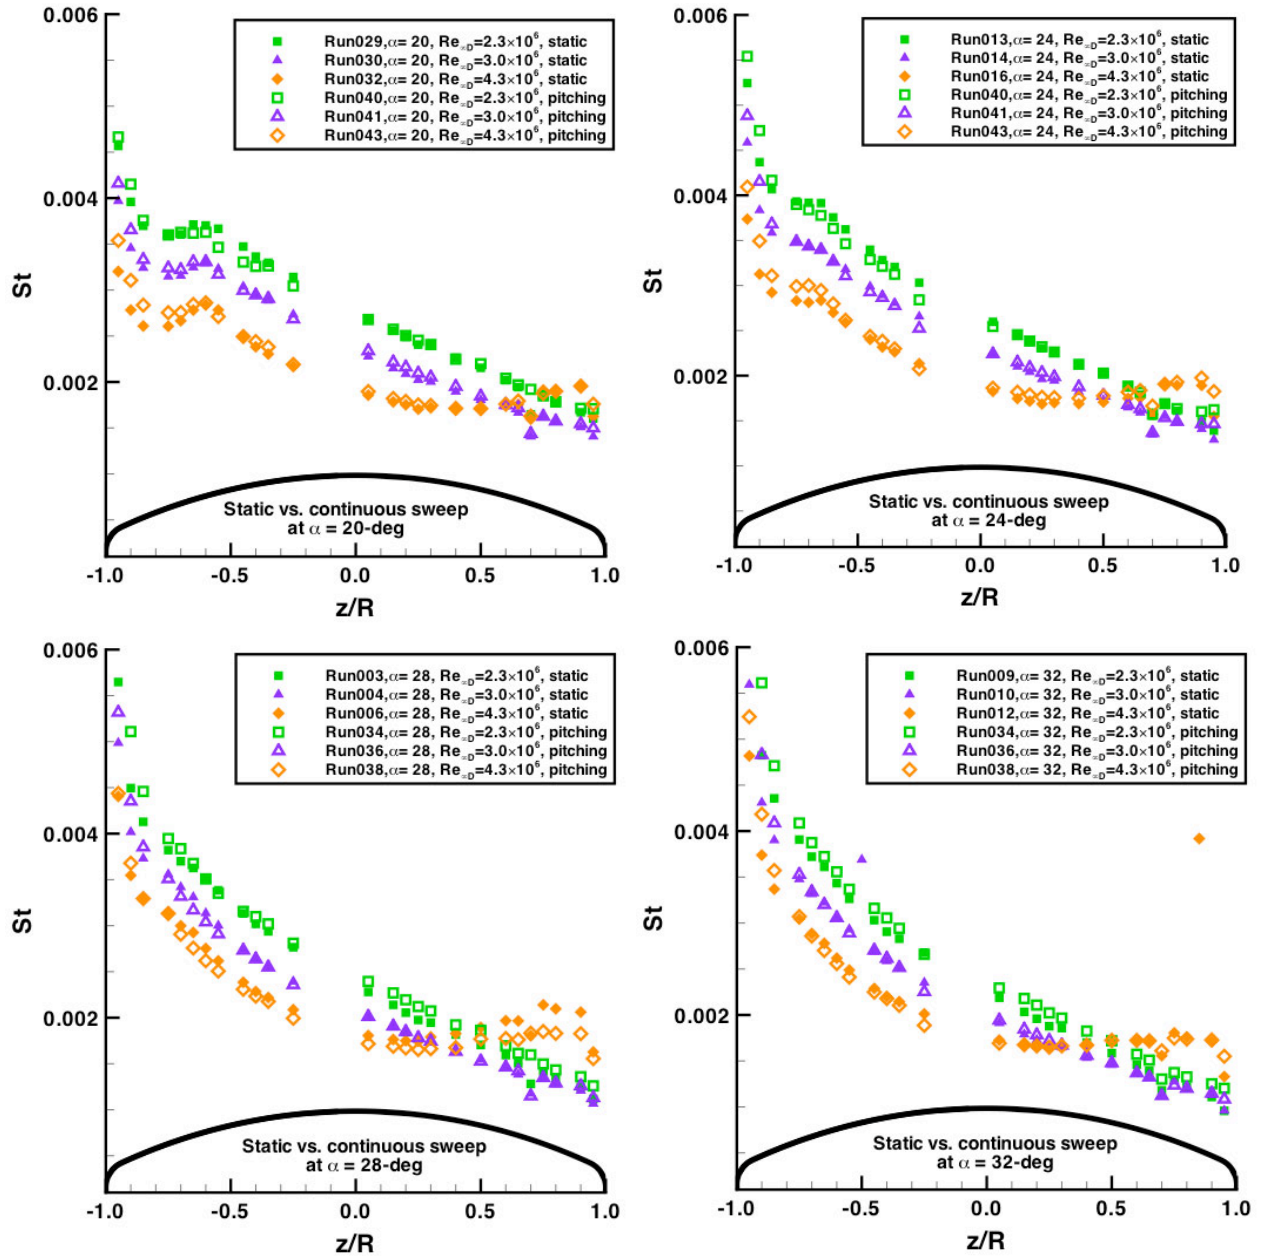 0.006
0.004
0.002
St
Run029,α= 20, Re∞D=2.3×10⁶, static
Run030,α= 20, Re∞D=3.0×10⁶, static
Run032,α= 20, Re∞D=4.3×10⁶, static
Run040,α= 20, Re∞D=2.3×10⁶, pitching
Run041,α= 20, Re∞D=3.0×10⁶, pitching
Run043,α= 20, Re∞D=4.3×10⁶, pitching
Static vs. continuous sweep
at α = 20-deg
-1.0 -0.5 0.0 0.5 1.0
z/R
0.006
0.004
0.002
St
Run013,α= 24, Re∞D=2.3×10⁶, static
Run014,α= 24, Re∞D=3.0×10⁶, static
Run016,α= 24, Re∞D=4.3×10⁶, static
Run040,α= 24, Re∞D=2.3×10⁶, pitching
Run041,α= 24, Re∞D=3.0×10⁶, pitching
Run043,α= 24, Re∞D=4.3×10⁶, pitching
Static vs. continuous sweep
at α = 24-deg
-1.0 -0.5 0.0 0.5 1.0
z/R
0.006
0.004
0.002
St
Run003,α= 28, Re∞D=2.3×10⁶, static
Run004,α= 28, Re∞D=3.0×10⁶, static
Run006,α= 28, Re∞D=4.3×10⁶, static
Run034,α= 28, Re∞D=2.3×10⁶, pitching
Run036,α= 28, Re∞D=3.0×10⁶, pitching
Run038,α= 28, Re∞D=4.3×10⁶, pitching
Static vs. continuous sweep
at α = 28-deg
-1.0 -0.5 0.0 0.5 1.0
z/R
0.006
0.004
0.002
St
Run009,α= 32, Re∞D=2.3×10⁶, static
Run010,α= 32, Re∞D=3.0×10⁶, static
Run012,α= 32, Re∞D=4.3×10⁶, static
Run034,α= 32, Re∞D=2.3×10⁶, pitching
Run036,α= 32, Re∞D=3.0×10⁶, pitching
Run038,α= 32, Re∞D=4.3×10⁶, pitching
Static vs. continuous sweep
at α = 32-deg
-1.0 -0.5 0.0 0.5 1.0
z/R